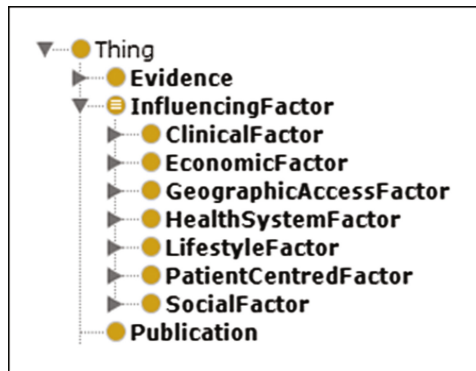 Thing
Evidence
InfluencingFactor
ClinicalFactor
EconomicFactor
GeographicAccessFactor
HealthSystemFactor
LifestyleFactor
PatientCentredFactor
SocialFactor
Publication